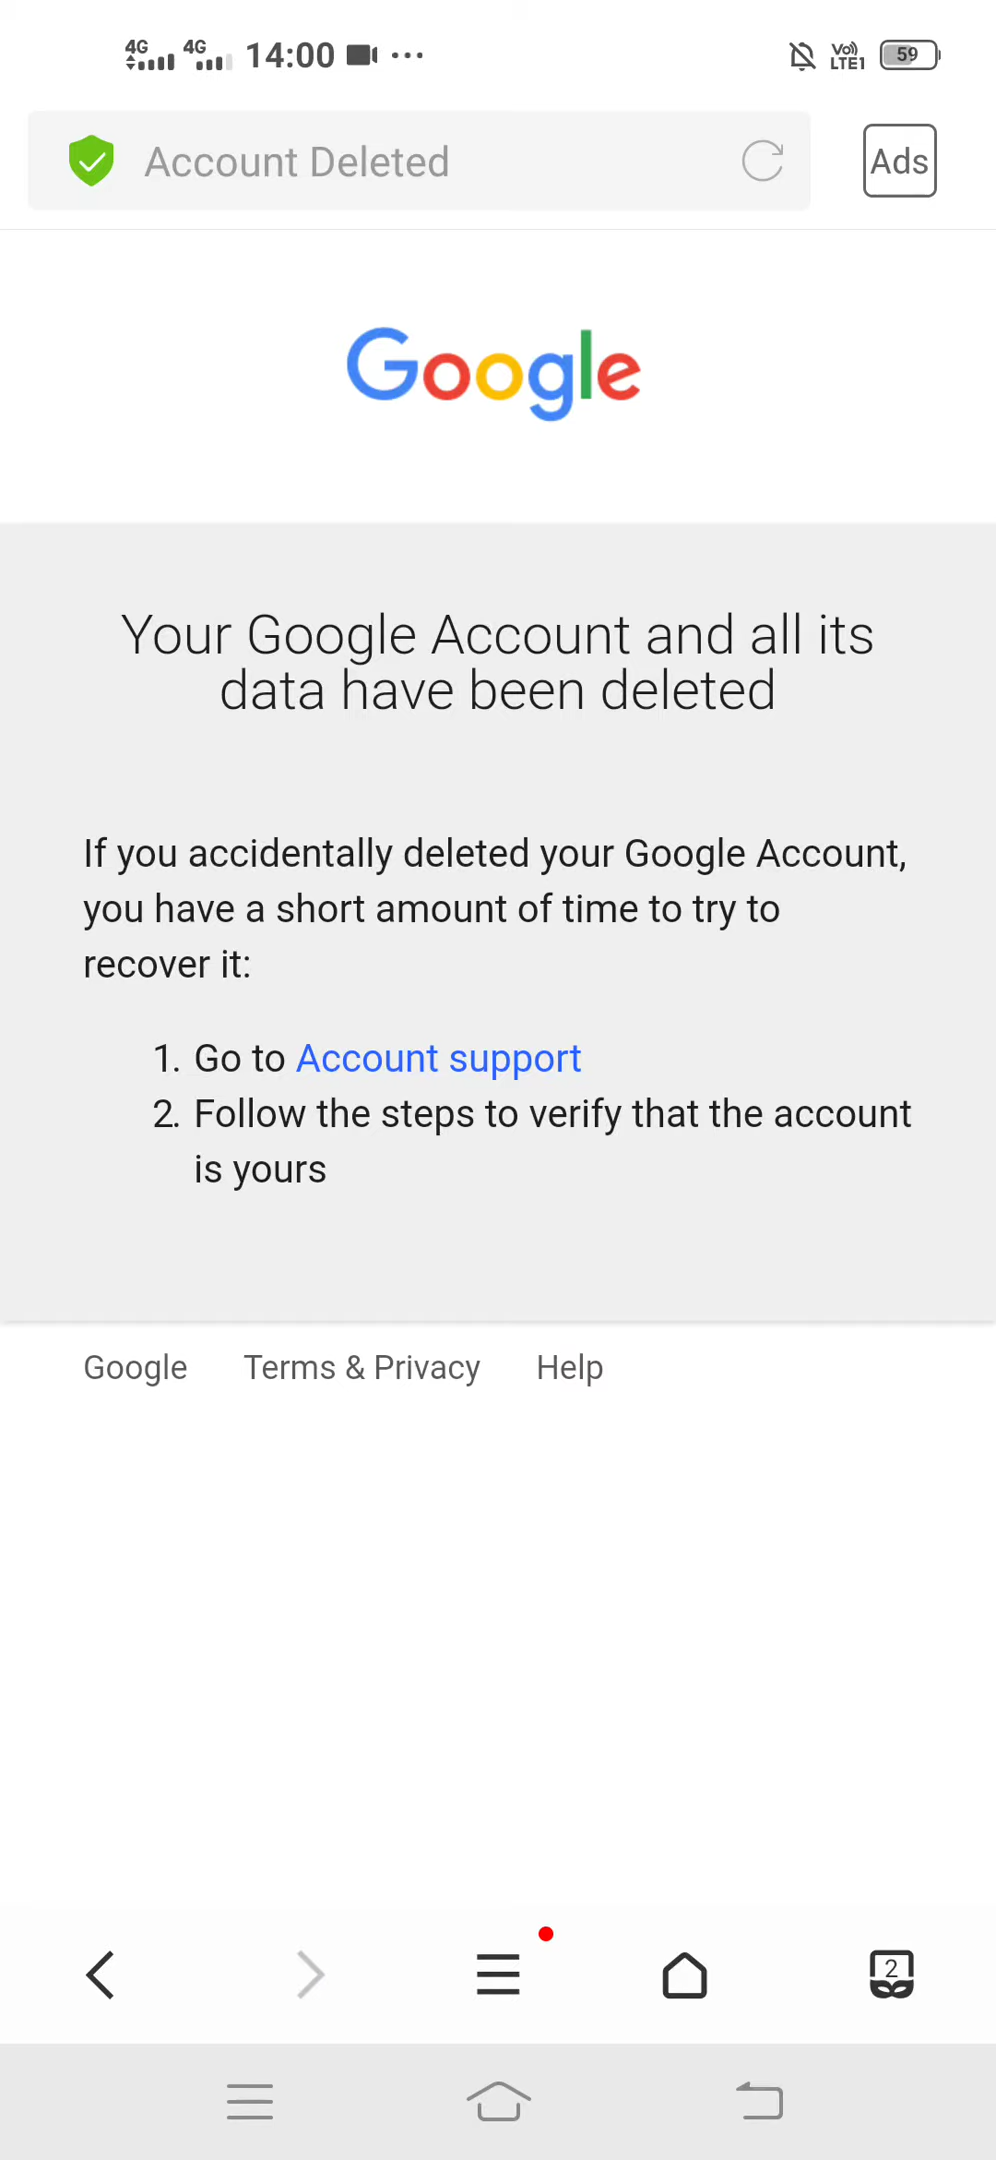 4G 4G 14:00 ... Vo)) LTE1 59
Account Deleted Ads
Google
Your Google Account and all its
data have been deleted
If you accidentally deleted your Google Account,
you have a short amount of time to try to
recover it:
1. Go to Account support
2. Follow the steps to verify that the account
is yours
Google Terms & Privacy Help
2